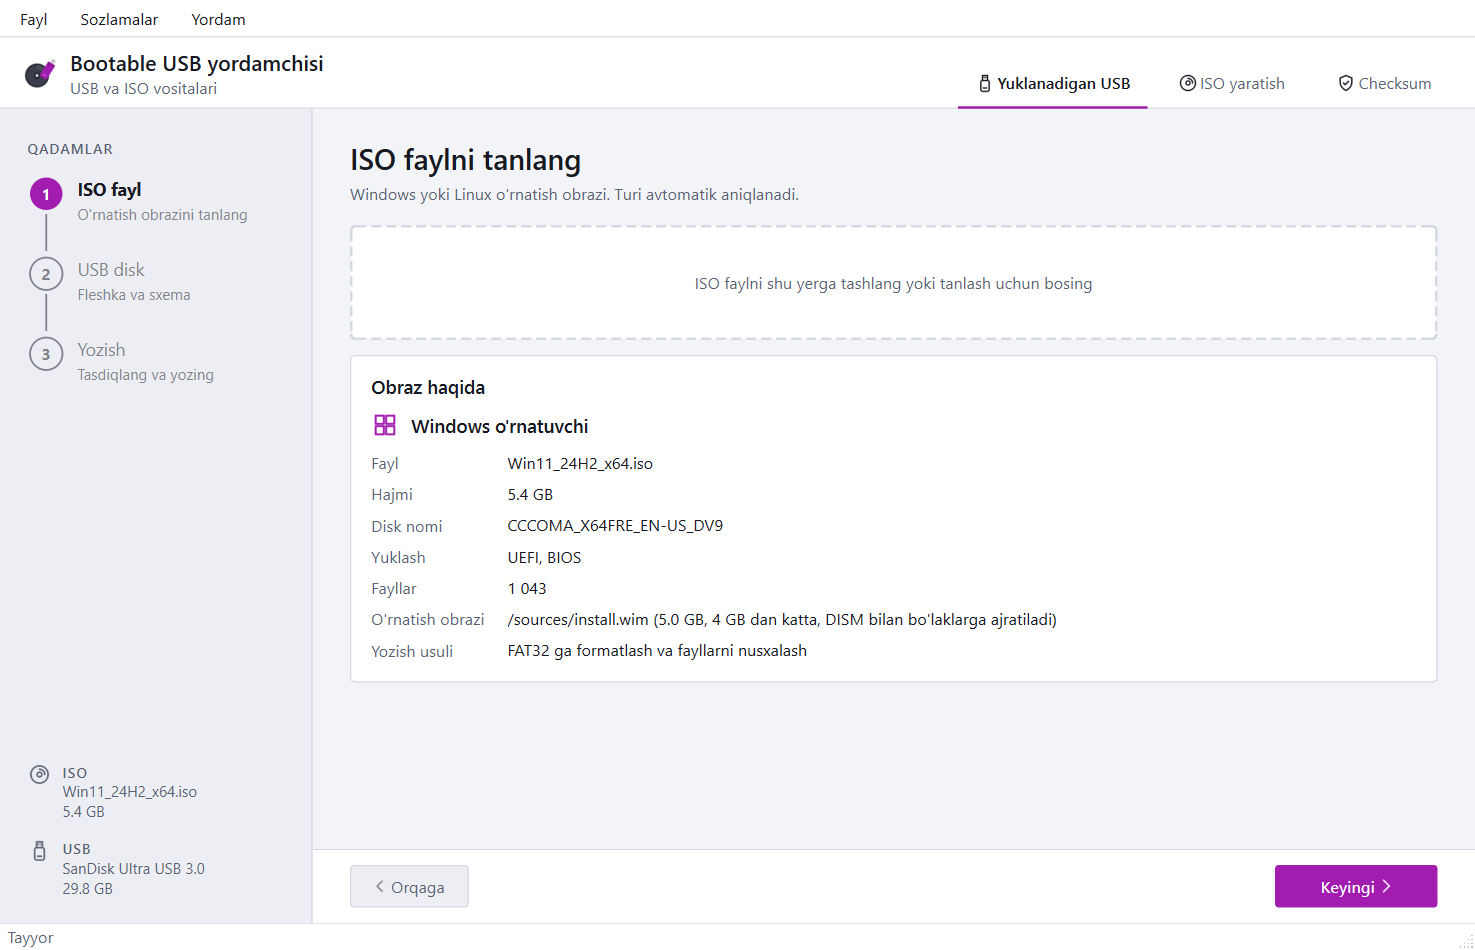 Fayl Sozlamalar Yordam
Bootable USB yordamchisi
USB va ISO vositalari
Yuklanadigan USB ISO yaratish Checksum
QADAMLAR
1 ISO fayl
O'rnatish obrazini tanlang
2 USB disk
Fleshka va sxema
3 Yozish
Tasdiqlang va yozing
ISO
Win11_24H2_x64.iso
5.4 GB
USB
SanDisk Ultra USB 3.0
29.8 GB
ISO faylni tanlang
Windows yoki Linux o'rnatish obrazi. Turi avtomatik aniqlanadi.
ISO faylni shu yerga tashlang yoki tanlash uchun bosing
Obraz haqida
Windows o'rnatuvchi
Fayl Win11_24H2_x64.iso
Hajmi 5.4 GB
Disk nomi CCCOMA_X64FRE_EN-US_DV9
Yuklash UEFI, BIOS
Fayllar 1 043
O'rnatish obrazi /sources/install.wim (5.0 GB, 4 GB dan katta, DISM bilan bo'laklarga ajratiladi)
Yozish usuli FAT32 ga formatlash va fayllarni nusxalash
Orqaga Keyingi
Tayyor